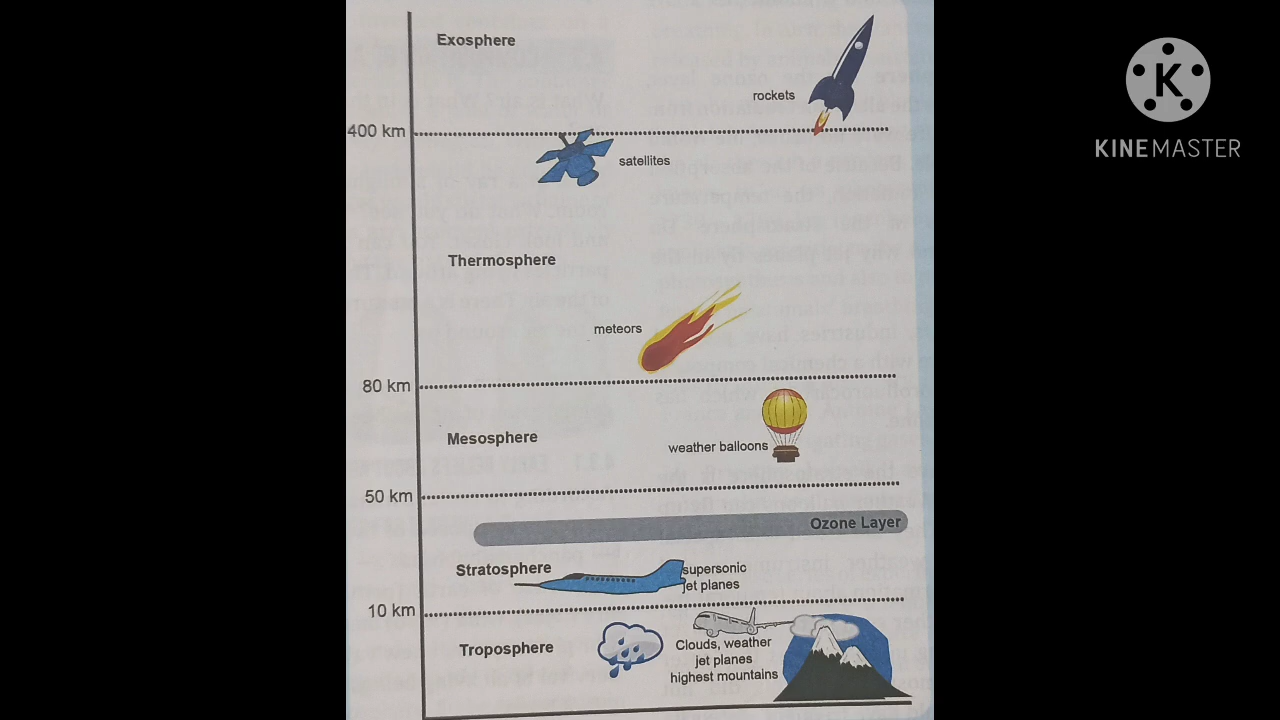 Exosphere
rockets
400 km
satellites
Thermosphere
meteors
80 km
Mesosphere
weather balloons
50 km
Ozone Layer
Stratosphere
supersonic
jet planes
10 km
Troposphere
Clouds, weather
jet planes
highest mountains
K
KINEMASTER